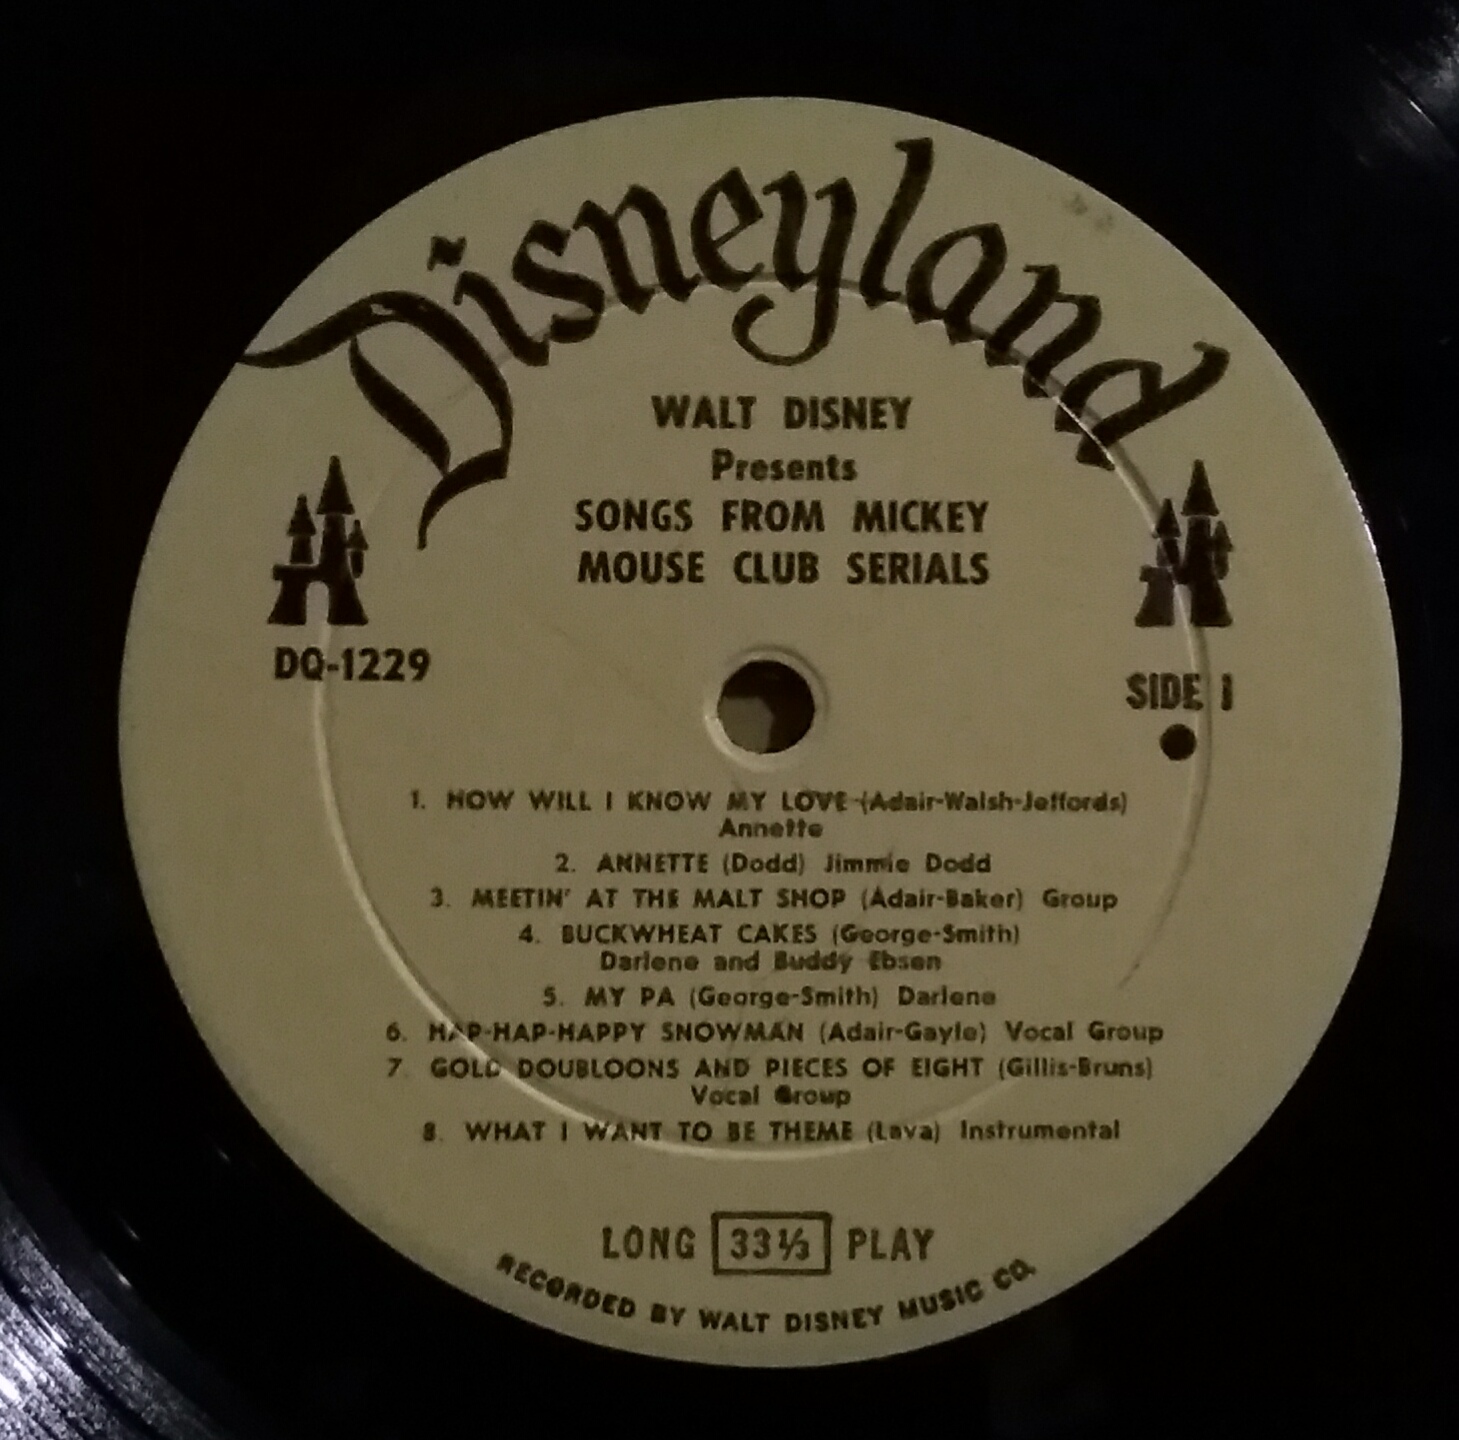 Disneyland
WALT DISNEY
Presents
SONGS FROM MICKEY
MOUSE CLUB SERIALS
DQ-1229
SIDE 1
1. HOW WILL I KNOW MY LOVE (Adair-Walsh-Jeffords)
Annette
2. ANNETTE (Dodd) Jimmie Dodd
3. MEETIN' AT THE MALT SHOP (Adair-Baker) Group
4. BUCKWHEAT CAKES (George-Smith)
Darlene and Buddy Ebsen
5. MY PA (George-Smith) Darlene
6. HAP-HAP-HAPPY SNOWMAN (Adair-Gayle) Vocal Group
7. GOLD DOUBLOONS AND PIECES OF EIGHT (Gillis-Bruns)
Vocal Group
8. WHAT I WANT TO BE THEME (Lava) Instrumental
LONG 33⅓ PLAY
RECORDED BY WALT DISNEY MUSIC CO.